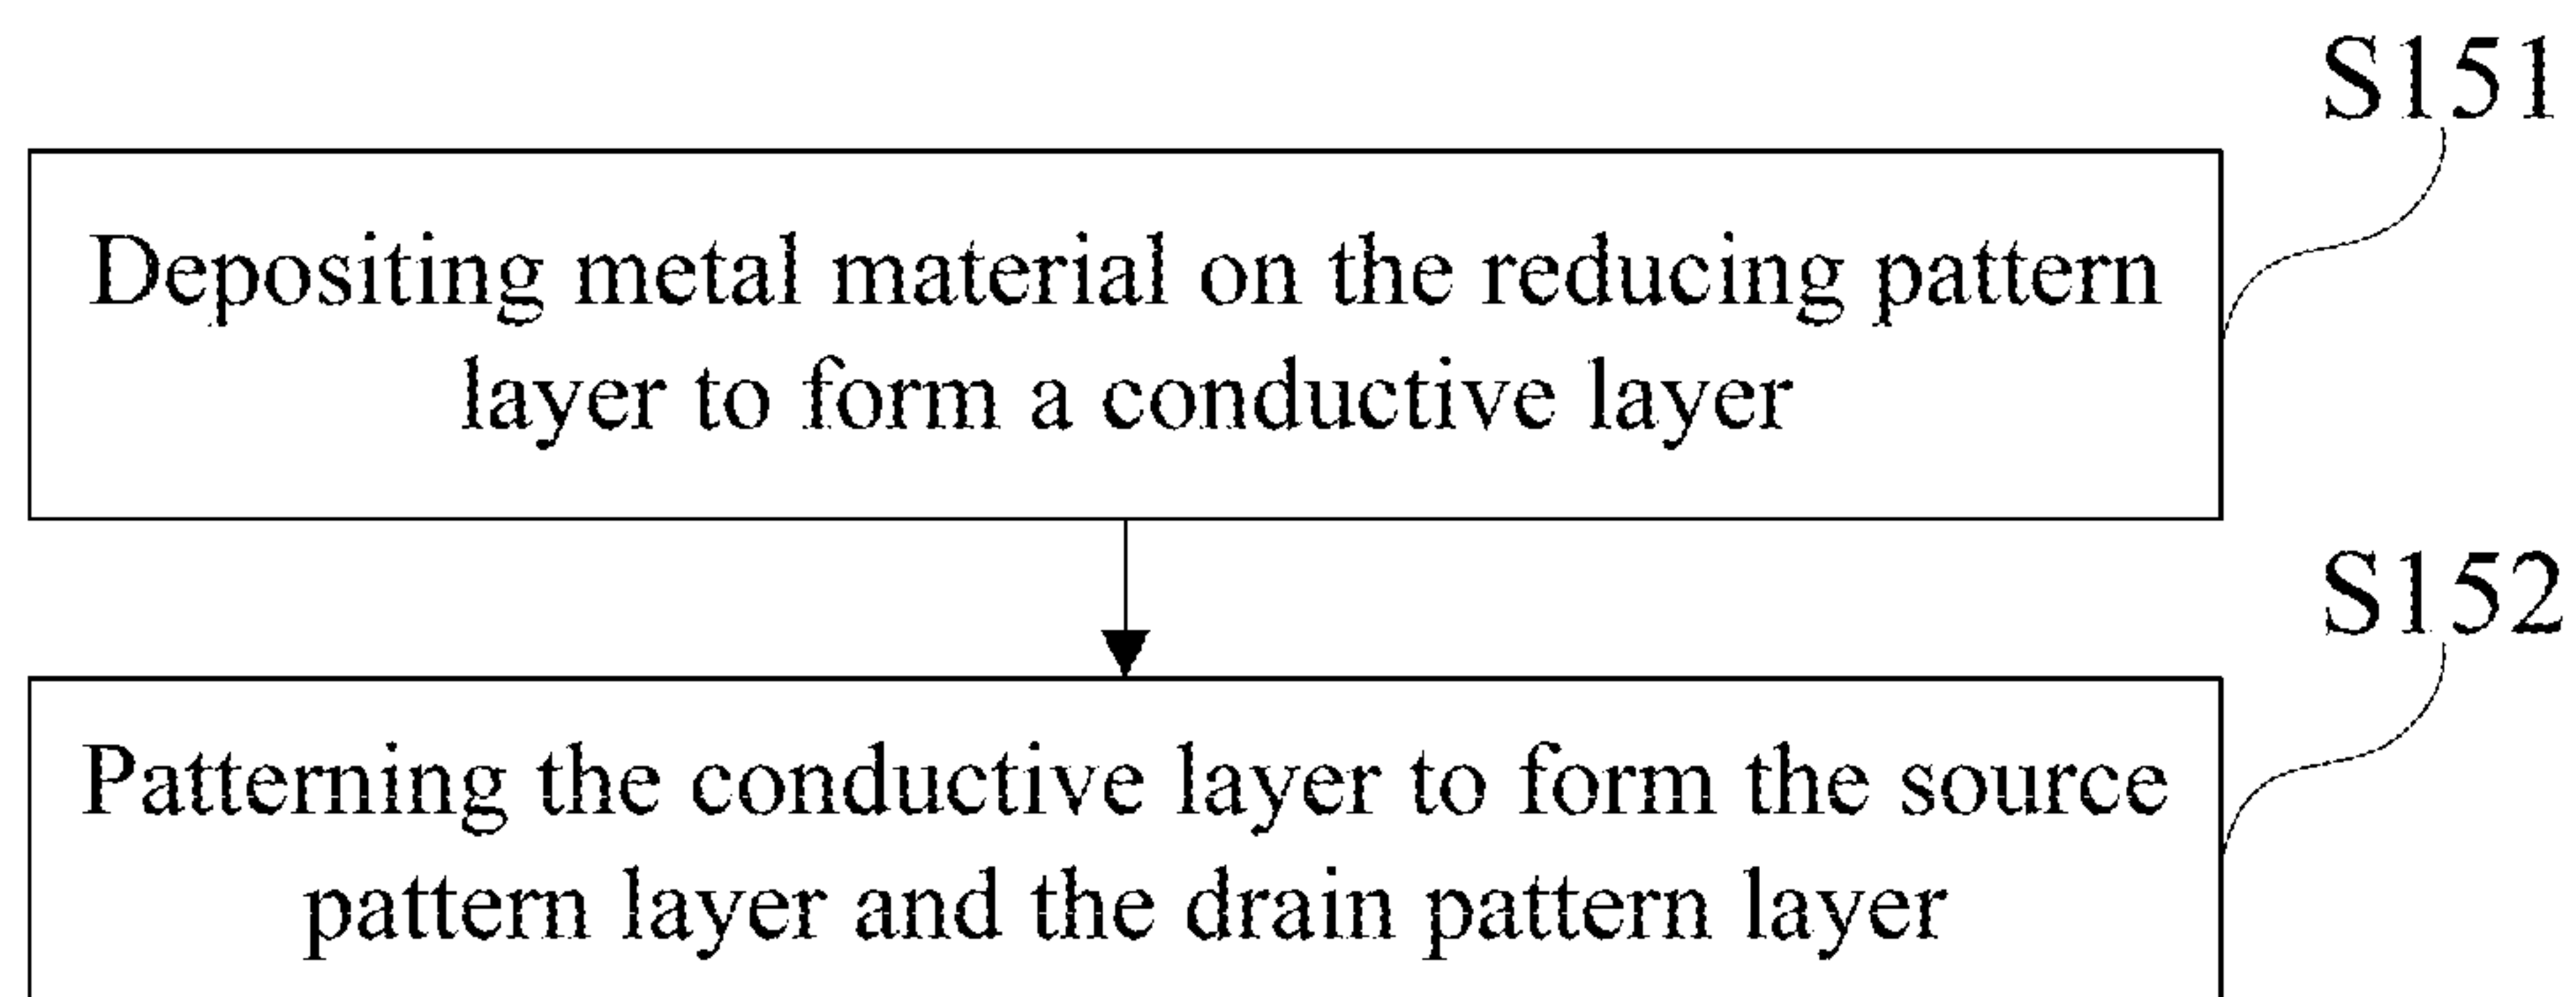 S151
Depositing metal material on the reducing pattern
layer to form a conductive layer
S152
Patterning the conductive layer to form the source
pattern layer and the drain pattern layer